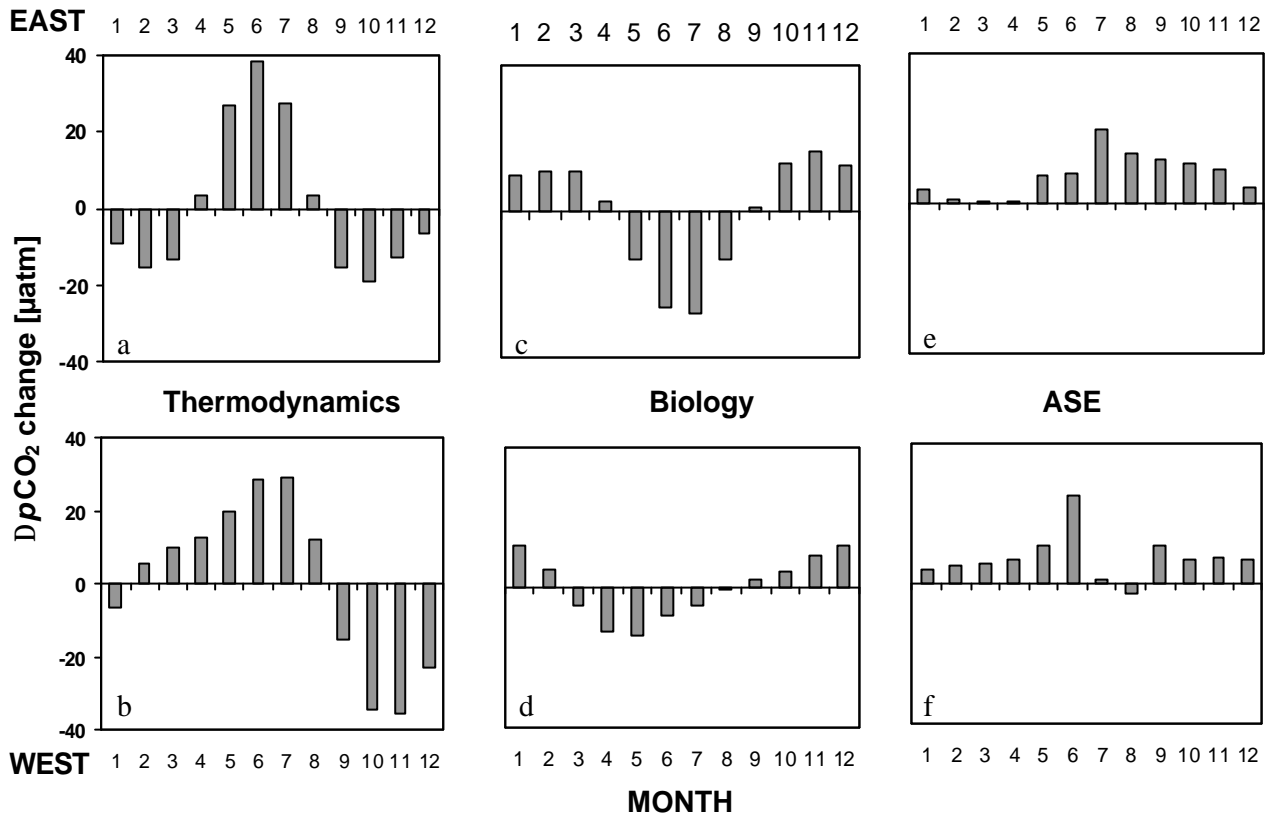 EAST 1 2 3 4 5 6 7 8 9 10 11 12
1 2 3 4 5 6 7 8 9 10 11 12
1 2 3 4 5 6 7 8 9 10 11 12
40
20
0
-20
-40
a
c
e
DpCO2 change [µatm]
Thermodynamics
Biology
ASE
40
20
0
-20
-40
b
d
f
WEST 1 2 3 4 5 6 7 8 9 10 11 12
1 2 3 4 5 6 7 8 9 10 11 12
1 2 3 4 5 6 7 8 9 10 11 12
MONTH